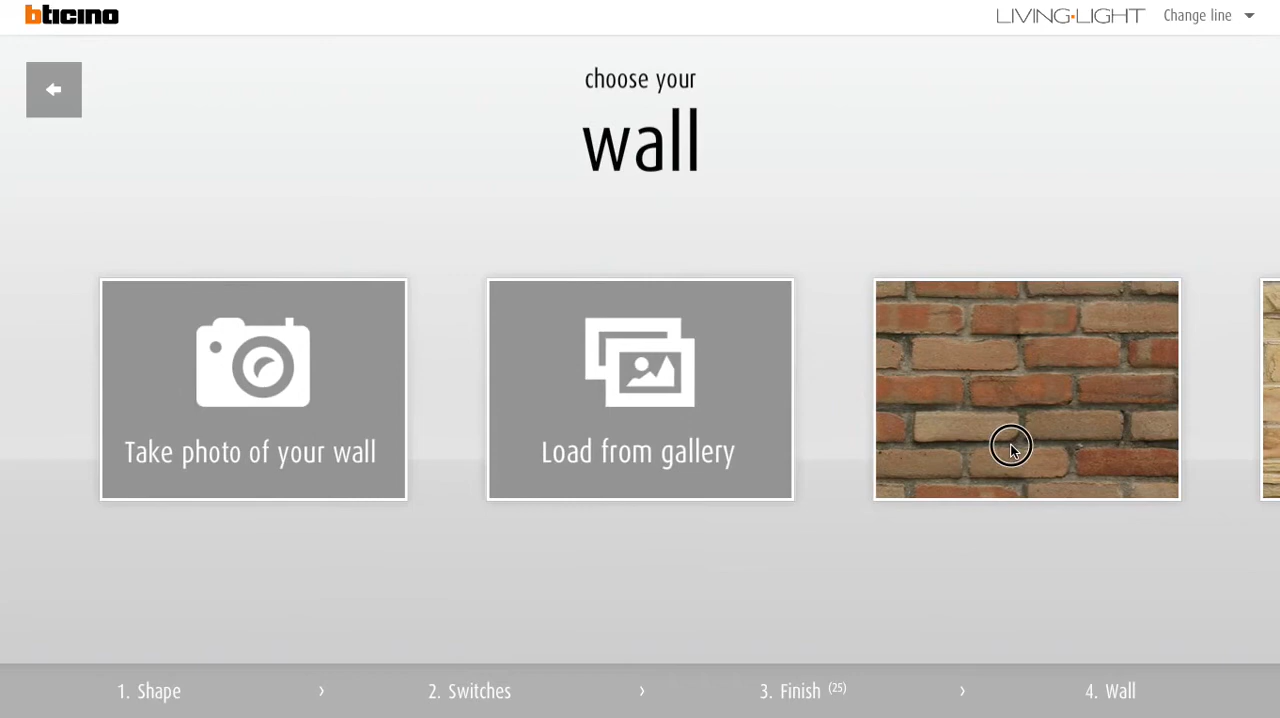 bticino
LIVING·LIGHT Change line
choose your
wall
Take photo of your wall
Load from gallery
1. Shape › 2. Switches › 3. Finish (25) › 4. Wall